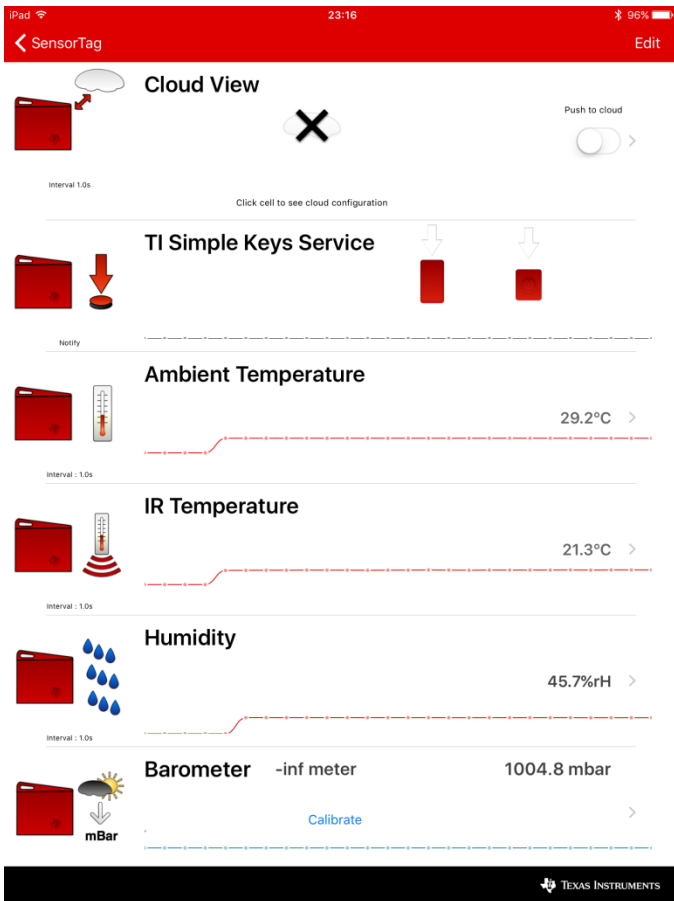 iPad 23:16 96%
SensorTag Edit
Cloud View
Push to cloud
Interval 1.0s
Click cell to see cloud configuration
TI Simple Keys Service
Notify
Ambient Temperature
29.2°C
Interval : 1.0s
IR Temperature
21.3°C
Interval : 1.0s
Humidity
45.7%rH
Interval : 1.0s
Barometer -inf meter 1004.8 mbar
Calibrate
mBar
TEXAS INSTRUMENTS